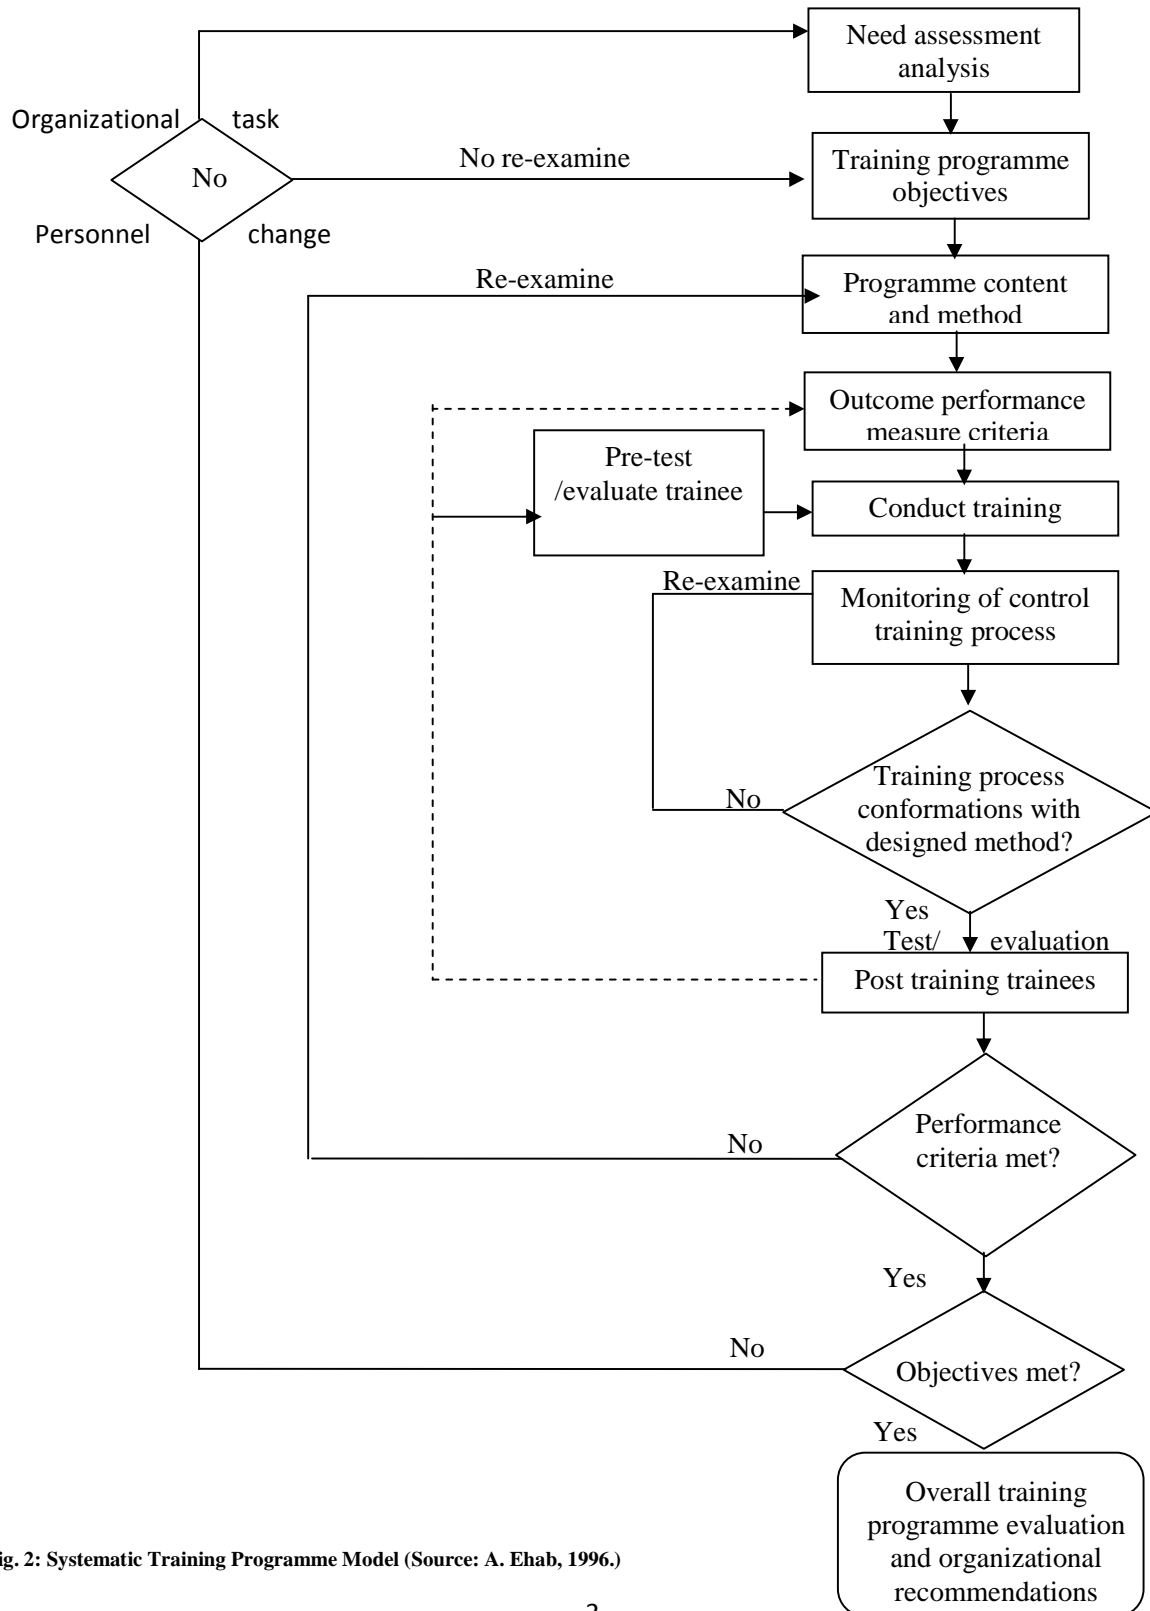 Need assessment
analysis
Organizational task
No
No re-examine
Training programme
objectives
Personnel change
Re-examine
Programme content
and method
Outcome performance
measure criteria
Pre-test
/evaluate trainee
Conduct training
Re-examine
Monitoring of control
training process
Training process
No
conformations with
designed method?
Yes
Test/ evaluation
Post training trainees
Performance
No
criteria met?
Yes
No
Objectives met?
Yes
Overall training
programme evaluation
and organizational
recommendations
ig. 2: Systematic Training Programme Model (Source: A. Ehab, 1996.)